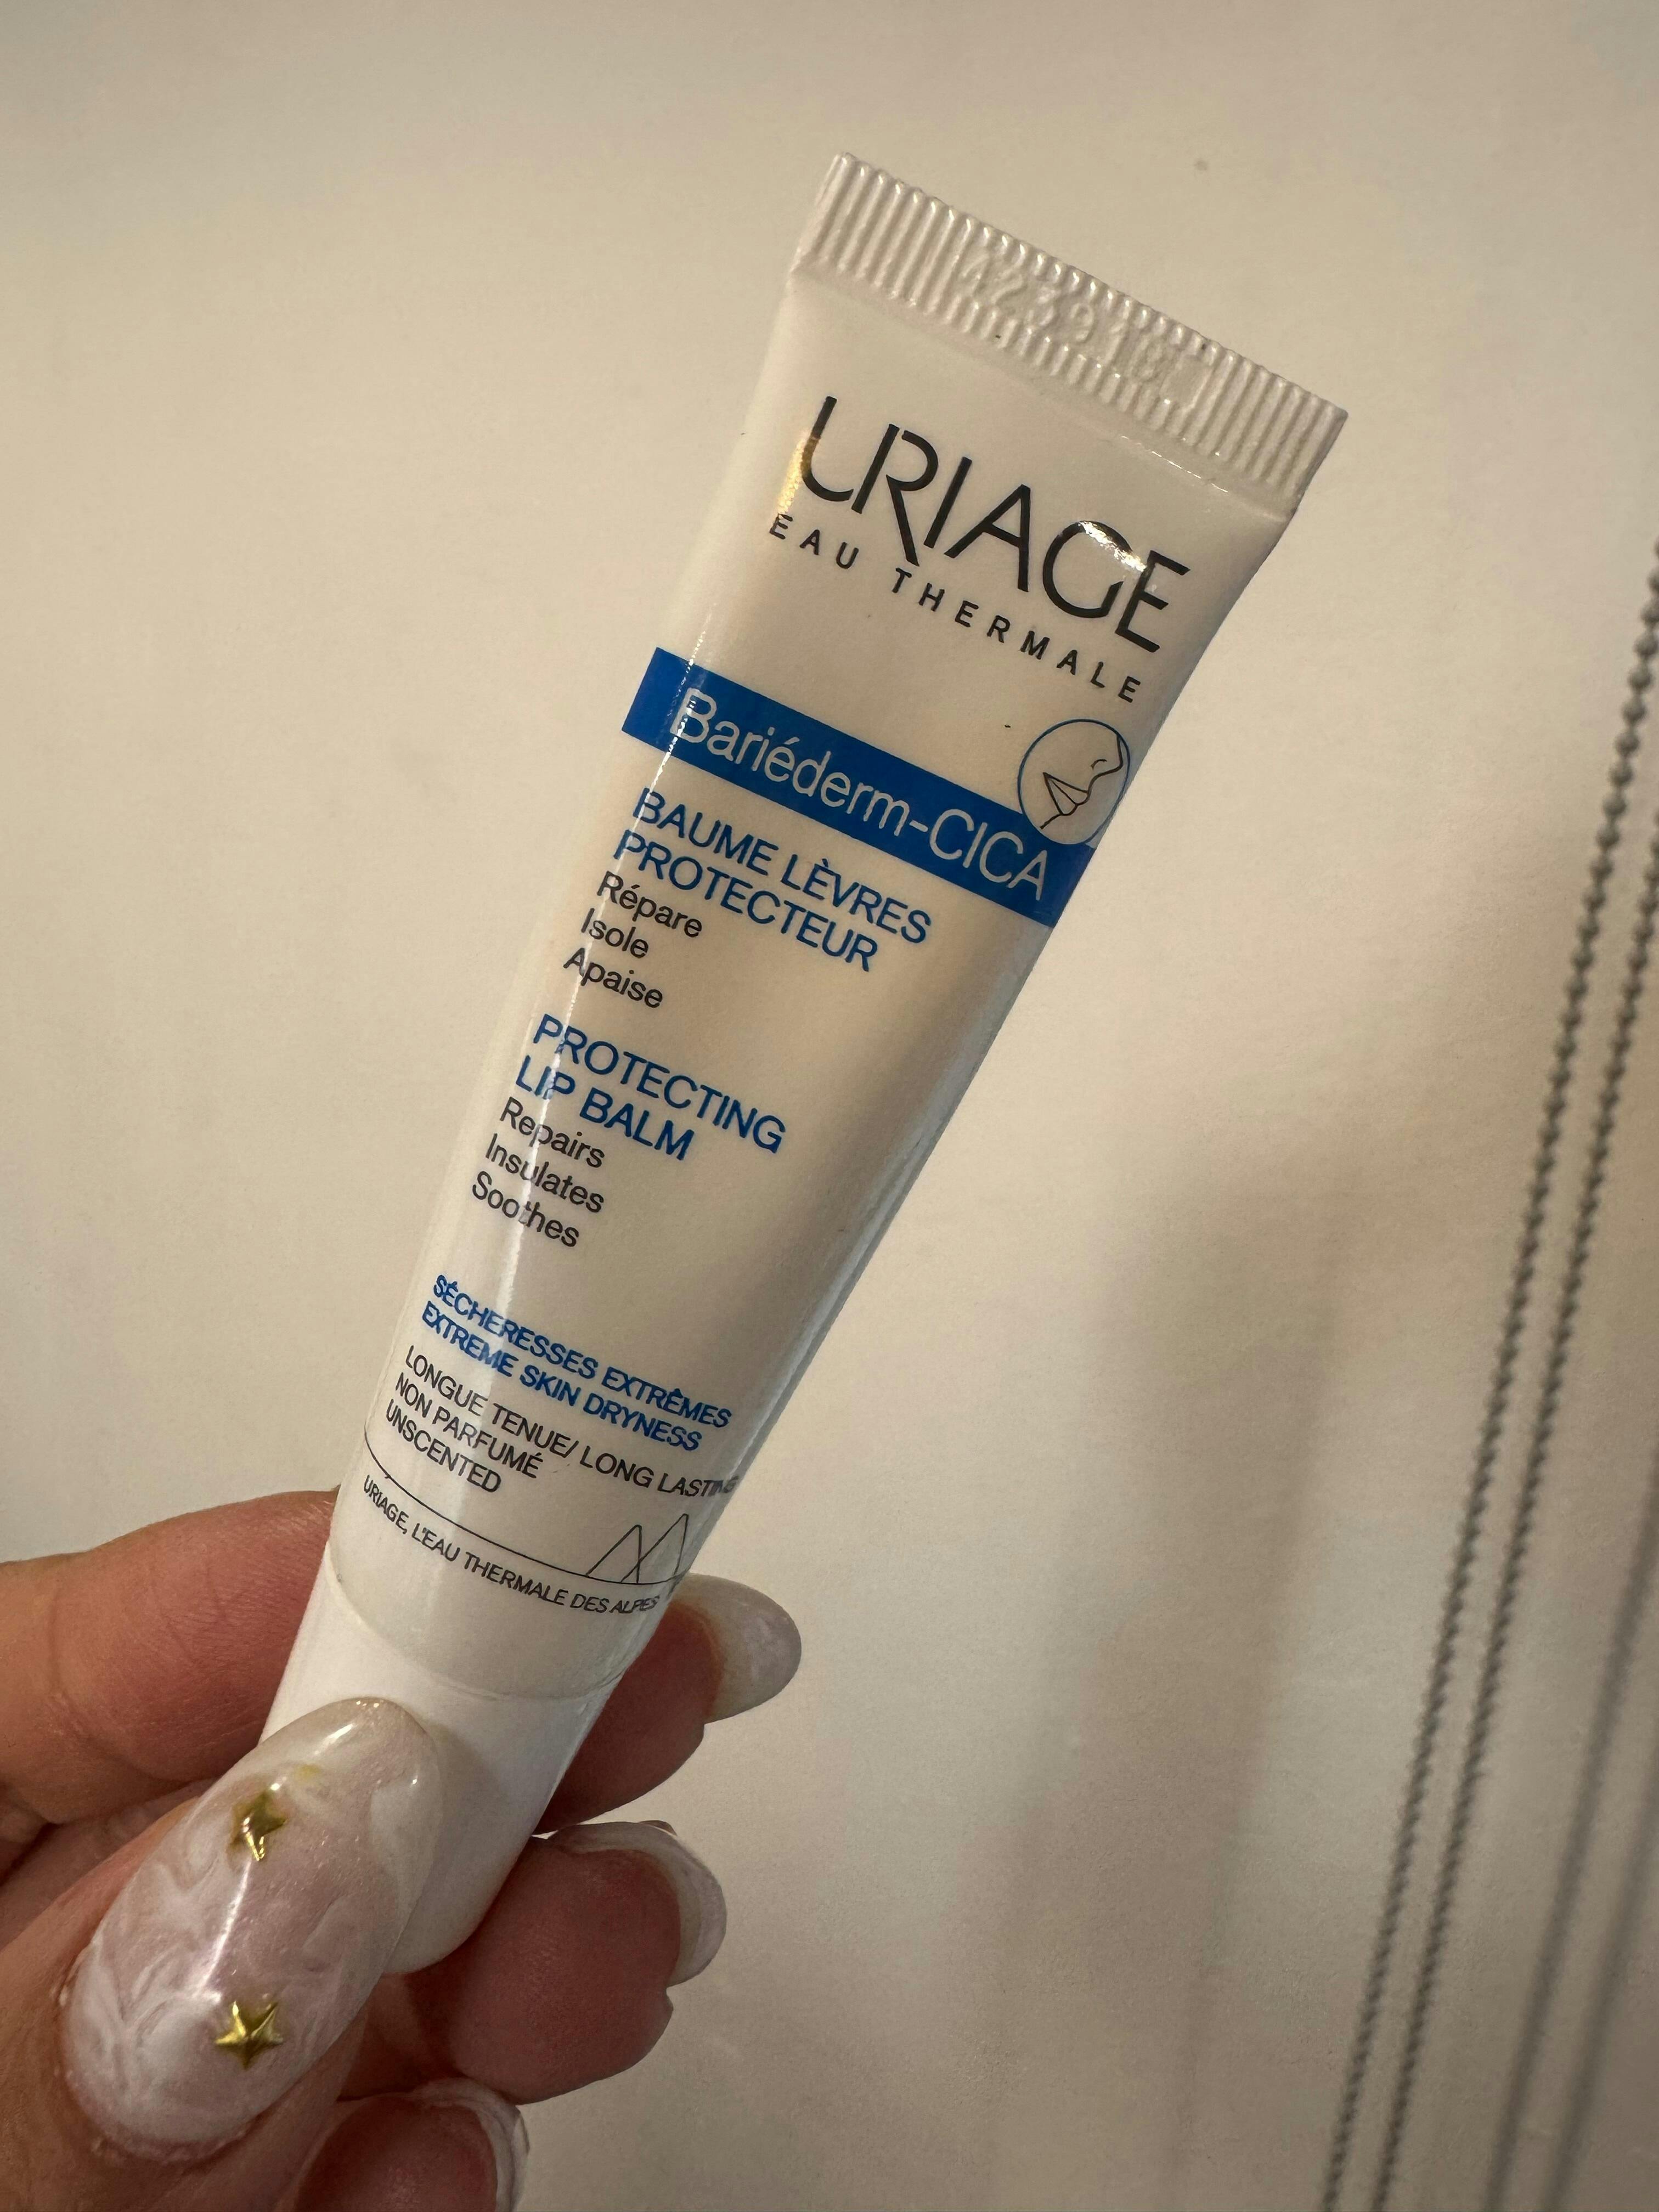 URIAGE
EAU THERMALE
Bariéderm-CICA
BAUME LÈVRES
PROTECTEUR
Répare
Isole
Apaise
PROTECTING
LIP BALM
Repairs
Insulates
Soothes
SÉCHERESSES EXTRÊMES
EXTREME SKIN DRYNESS
LONGUE TENUE/ LONG LASTING
NON PARFUMÉ
UNSCENTED
URIAGE, L'EAU THERMALE DES ALPES